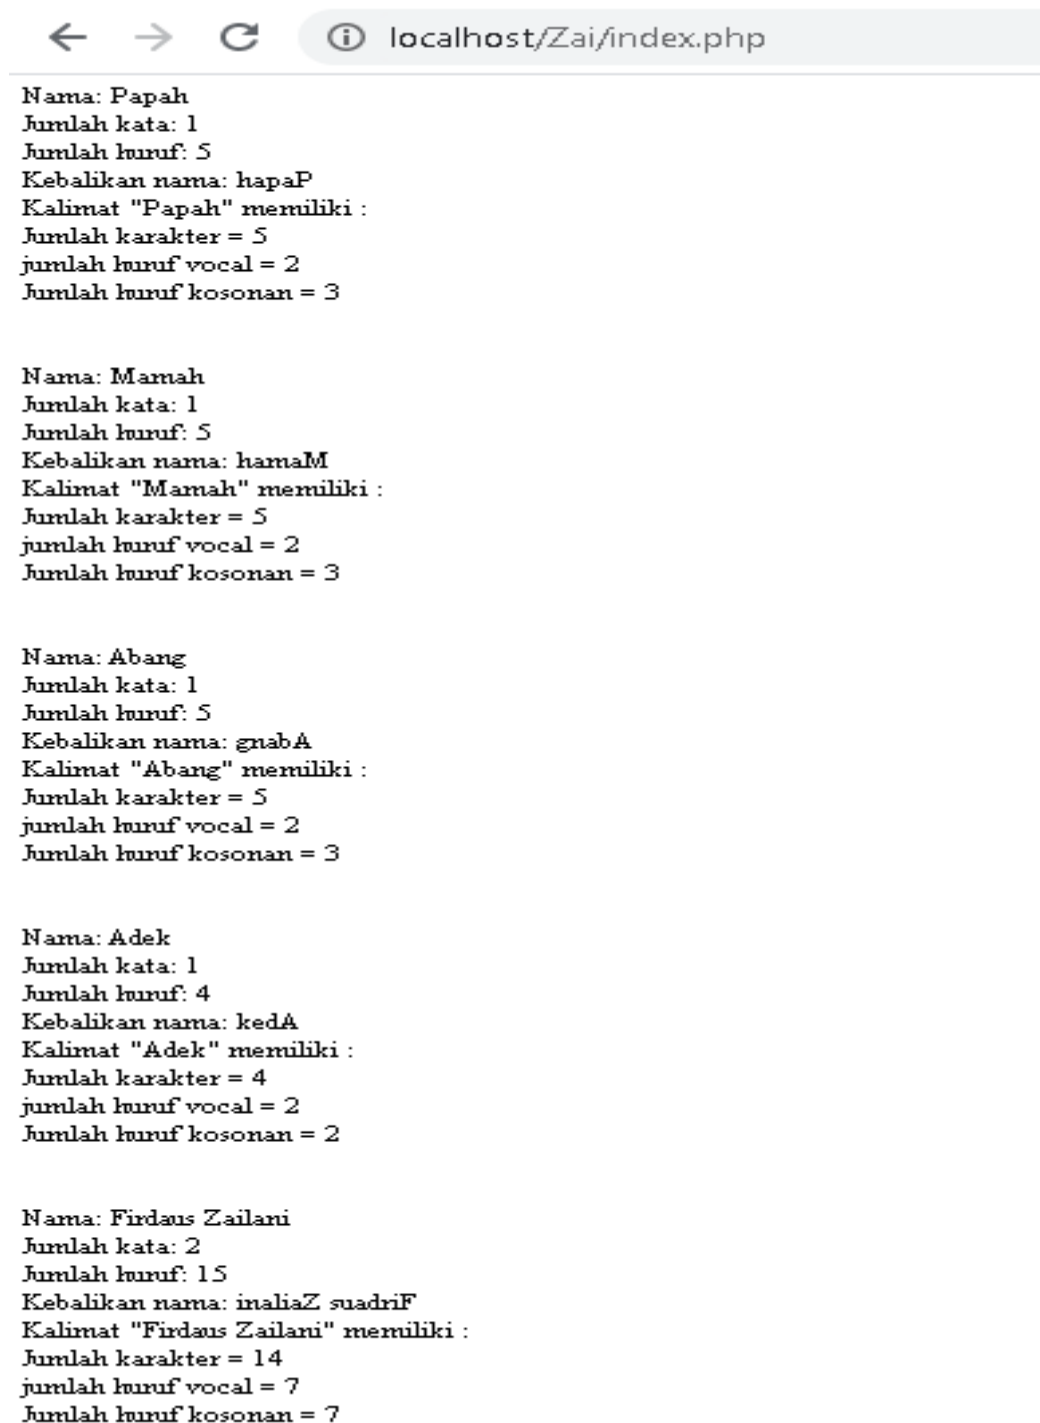 localhost/Zai/index.php
Nama: Papah
Jumlah kata: 1
Jumlah huruf: 5
Kebalikan nama: hapaP
Kalimat "Papah" memiliki :
Jumlah karakter = 5
jumlah huruf vocal = 2
Jumlah huruf kosonan = 3
Nama: Mamah
Jumlah kata: 1
Jumlah huruf: 5
Kebalikan nama: hamaM
Kalimat "Mamah" memiliki :
Jumlah karakter = 5
jumlah huruf vocal = 2
Jumlah huruf kosonan = 3
Nama: Abang
Jumlah kata: 1
Jumlah huruf: 5
Kebalikan nama: gnabA
Kalimat "Abang" memiliki :
Jumlah karakter = 5
jumlah huruf vocal = 2
Jumlah huruf kosonan = 3
Nama: Adek
Jumlah kata: 1
Jumlah huruf: 4
Kebalikan nama: kedA
Kalimat "Adek" memiliki :
Jumlah karakter = 4
jumlah huruf vocal = 2
Jumlah huruf kosonan = 2
Nama: Firdaus Zailani
Jumlah kata: 2
Jumlah huruf: 15
Kebalikan nama: inaliaZ suadriF
Kalimat "Firdaus Zailani" memiliki :
Jumlah karakter = 14
jumlah huruf vocal = 7
Jumlah huruf kosonan = 7